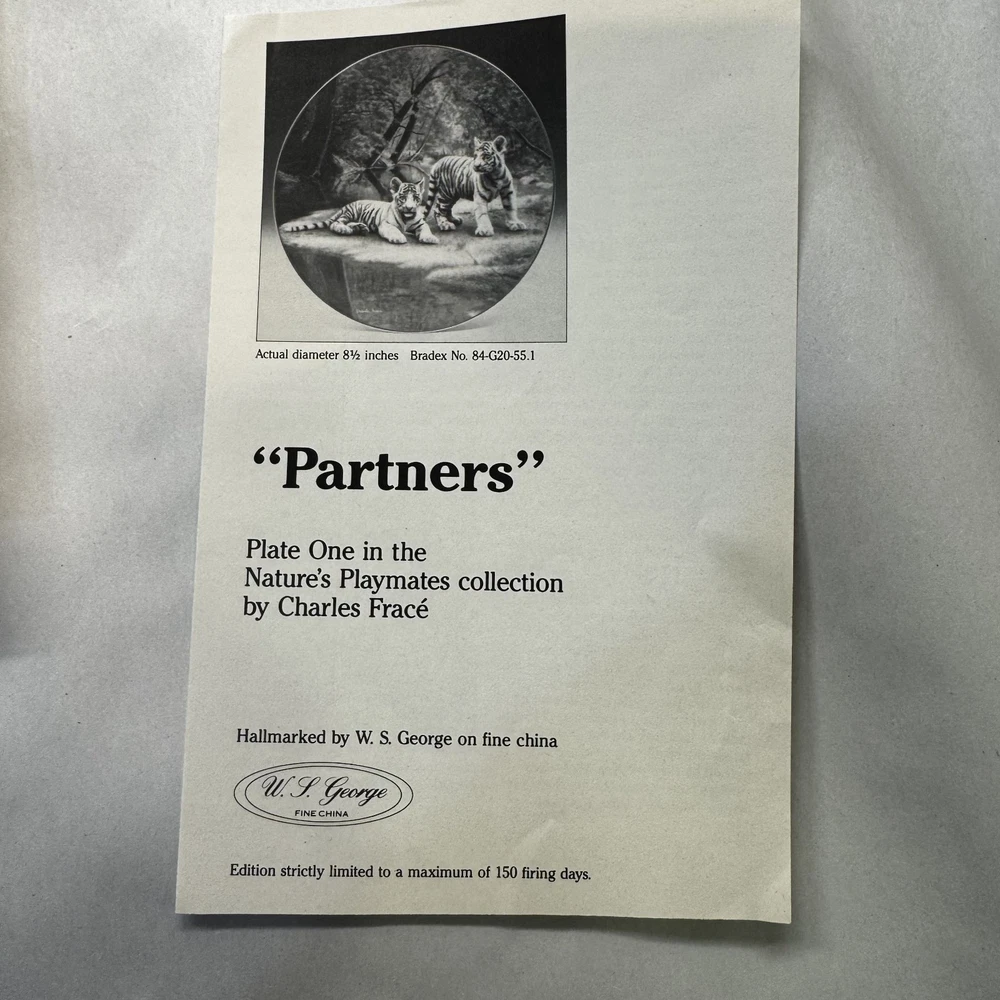 Actual diameter 8½ inches Bradex No. 84-G20-55.1
“Partners”
Plate One in the
Nature’s Playmates collection
by Charles Fracé
Hallmarked by W. S. George on fine china
W. S. George
FINE CHINA
Edition strictly limited to a maximum of 150 firing days.